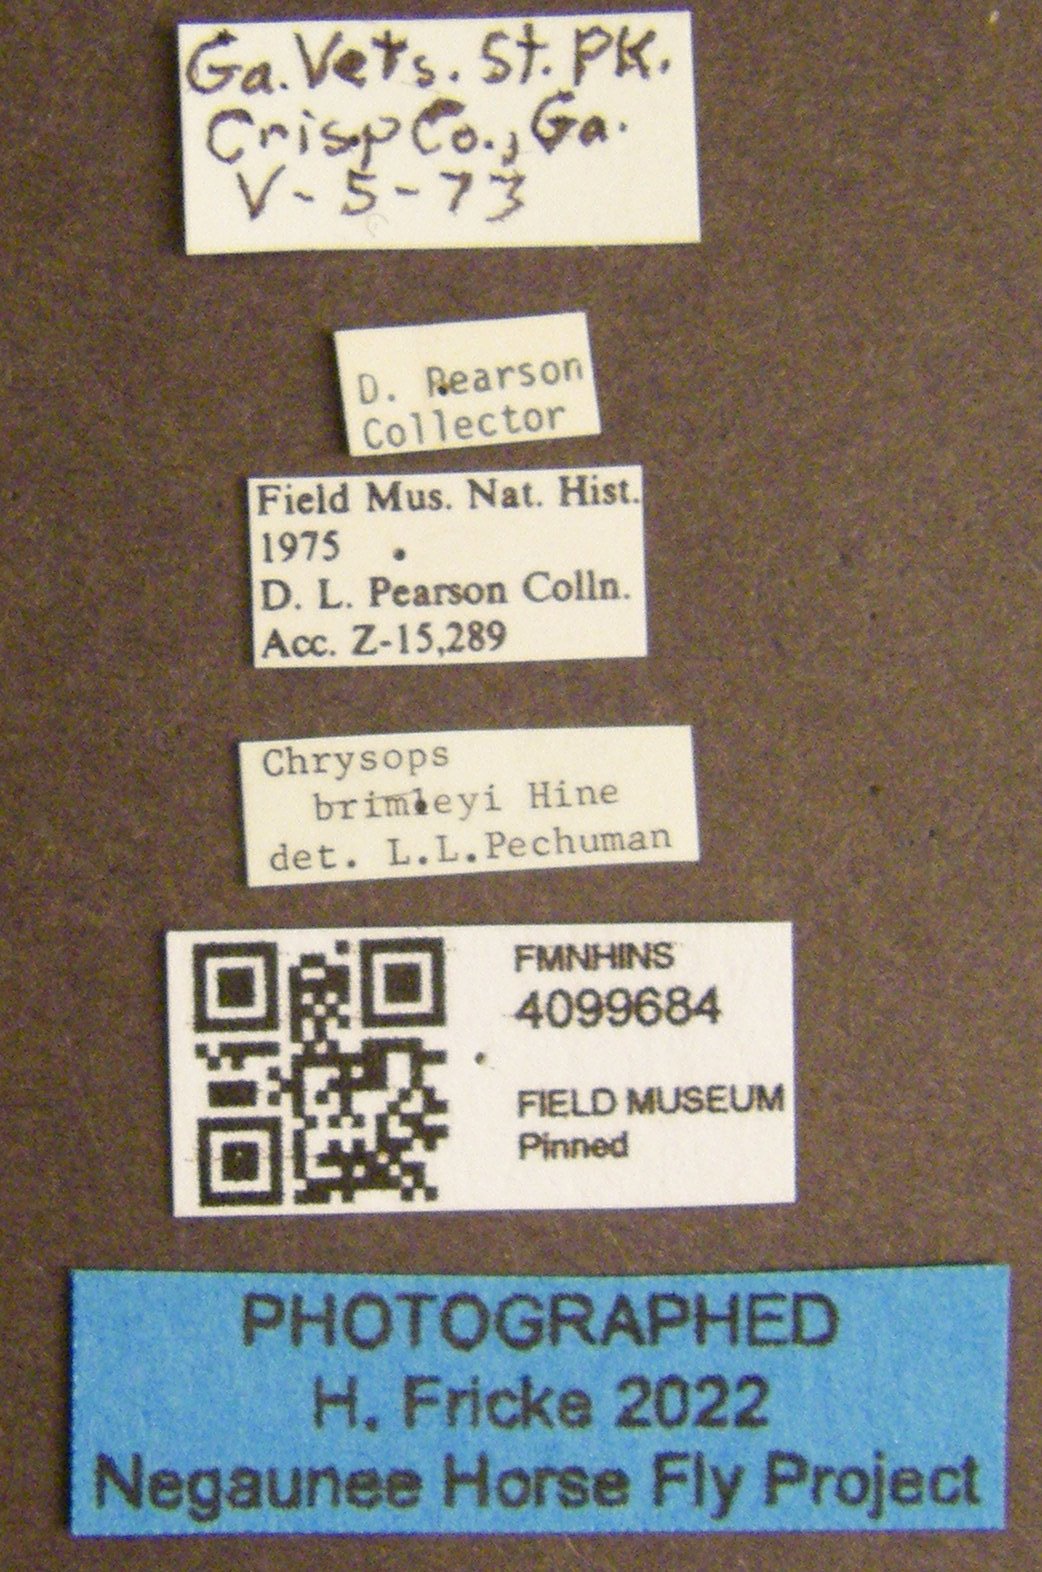 Ga. Vets. St. PK.
Crisp Co., Ga.
V-5-73
D. Pearson
Collector
Field Mus. Nat. Hist.
1975
D. L. Pearson Colln.
Acc. Z-15,289
Chrysops
brimleyi Hine
det. L.L.Pechuman
FMNHINS
4099684
FIELD MUSEUM
Pinned
PHOTOGRAPHED
H. Fricke 2022
Negaunee Horse Fly Project